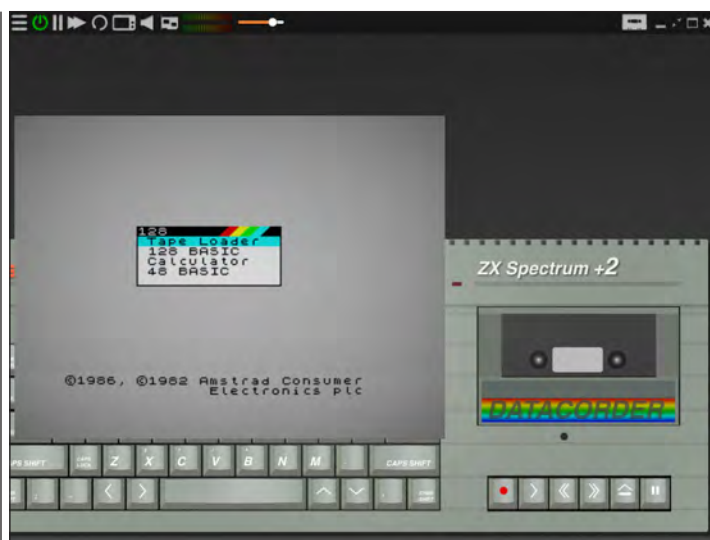 128
Tape Loader
128 BASIC
Calculator
48 BASIC
©1986, ©1982 Amstrad Consumer
Electronics plc
ZX Spectrum +2
DATACORDER
CAPS LOCK Z X C V B N M CAPS SHIFT